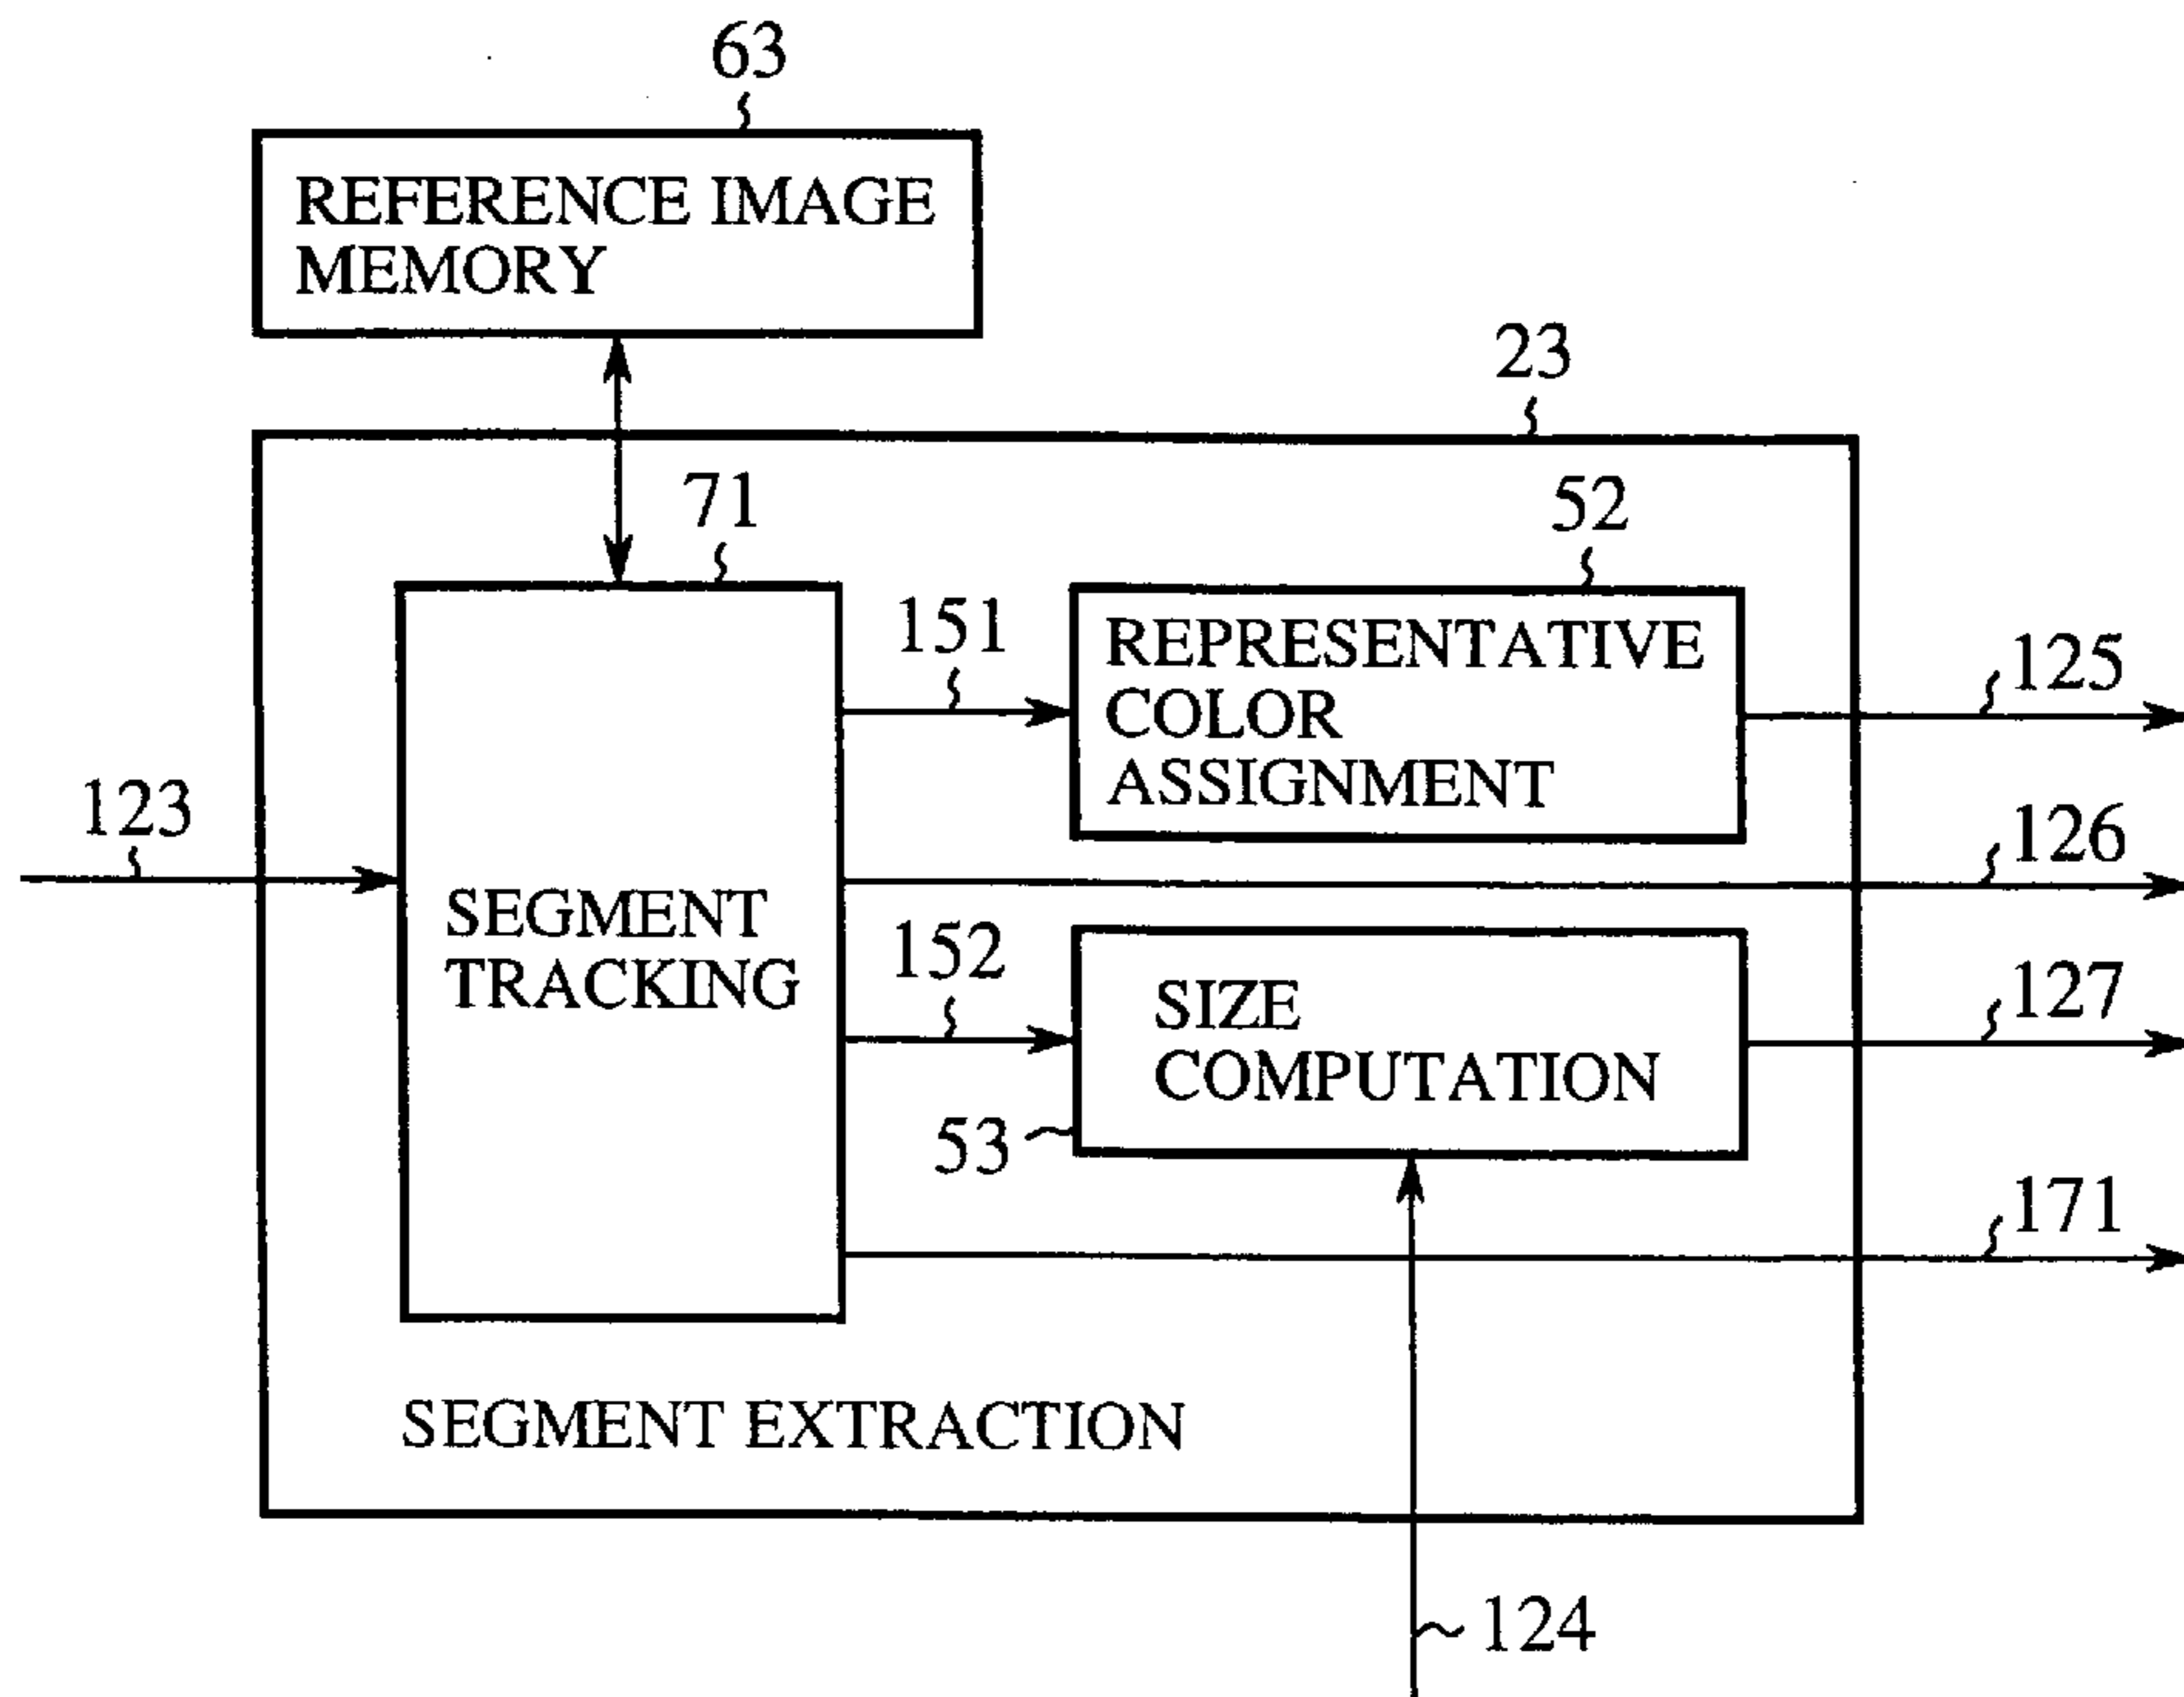 63
REFERENCE IMAGE
MEMORY
23
71
52
151
REPRESENTATIVE
COLOR
ASSIGNMENT
125
123
126
SEGMENT
TRACKING
152
SIZE
COMPUTATION
127
53
171
SEGMENT EXTRACTION
124